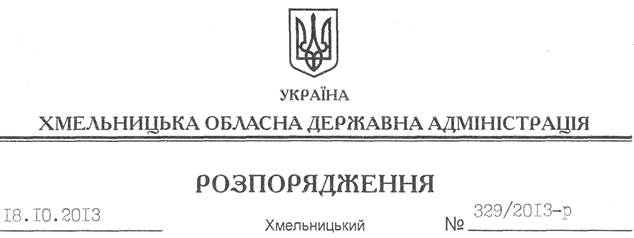 УКРАЇНА
ХМЕЛЬНИЦЬКА ОБЛАСНА ДЕРЖАВНА АДМІНІСТРАЦІЯ
РОЗПОРЯДЖЕННЯ
18.10.2013 Хмельницький № 329/2013-р